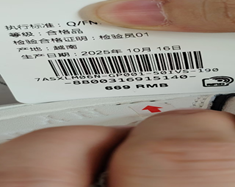 执行标准: Q/FN
等级: 合格品
检验合格证明: 检验员01
产地: 越南
生产日期: 2025年10月16日
-BB0031691514O-
669 RMB